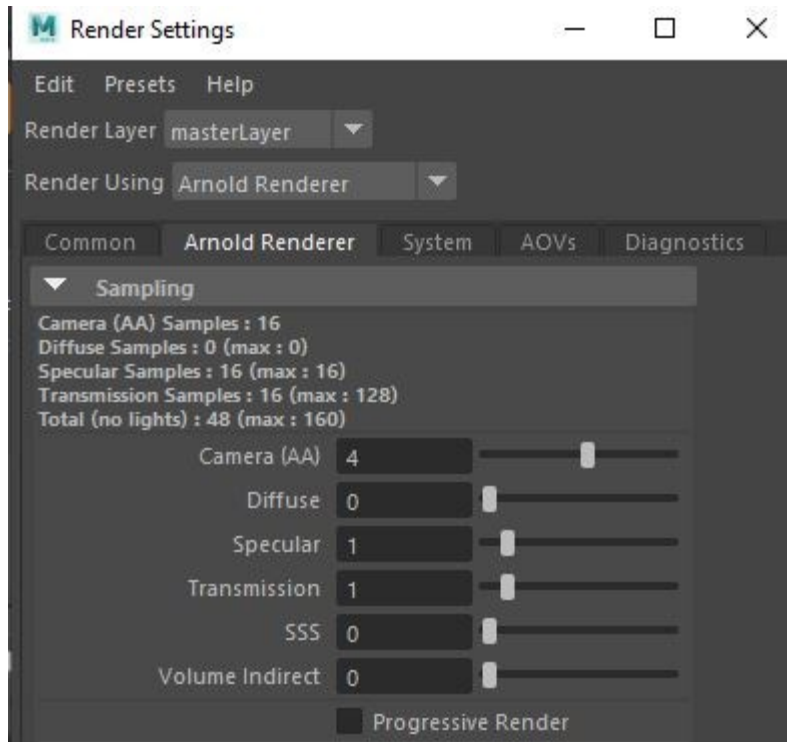 Render Settings
Edit Presets Help
Render Layer masterLayer
Render Using Arnold Renderer
Common Arnold Renderer System AOVs Diagnostics
Sampling
Camera (AA) Samples : 16
Diffuse Samples : 0 (max : 0)
Specular Samples : 16 (max : 16)
Transmission Samples : 16 (max : 128)
Total (no lights) : 48 (max : 160)
Camera (AA) 4
Diffuse 0
Specular 1
Transmission 1
SSS 0
Volume Indirect 0
Progressive Render